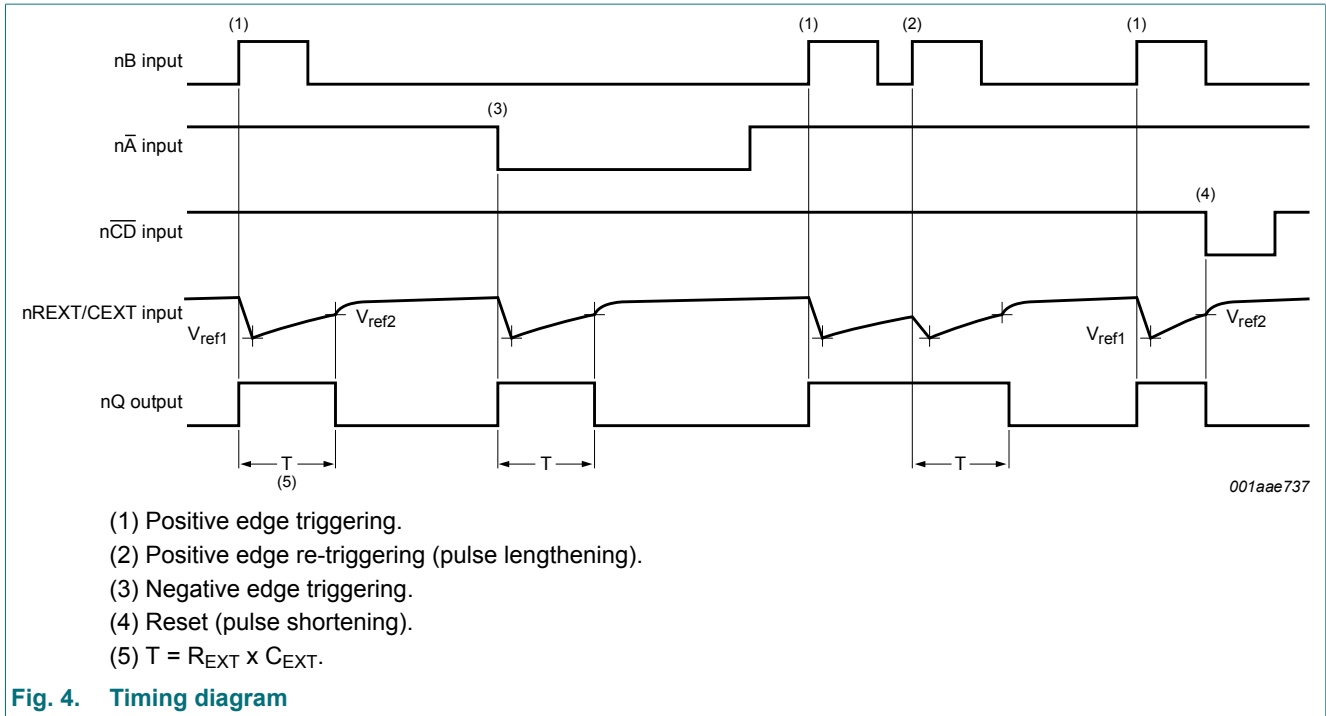 (1) (1) (2) (1)
nB input
(3)
nA̅ input
(4)
nC̅D̅ input
nREXT/CEXT input
Vref1 Vref2 Vref1 Vref2
nQ output
T T T
(5)
001aae737
(1) Positive edge triggering.
(2) Positive edge re-triggering (pulse lengthening).
(3) Negative edge triggering.
(4) Reset (pulse shortening).
(5) T = REXT x CEXT.
Fig. 4. Timing diagram